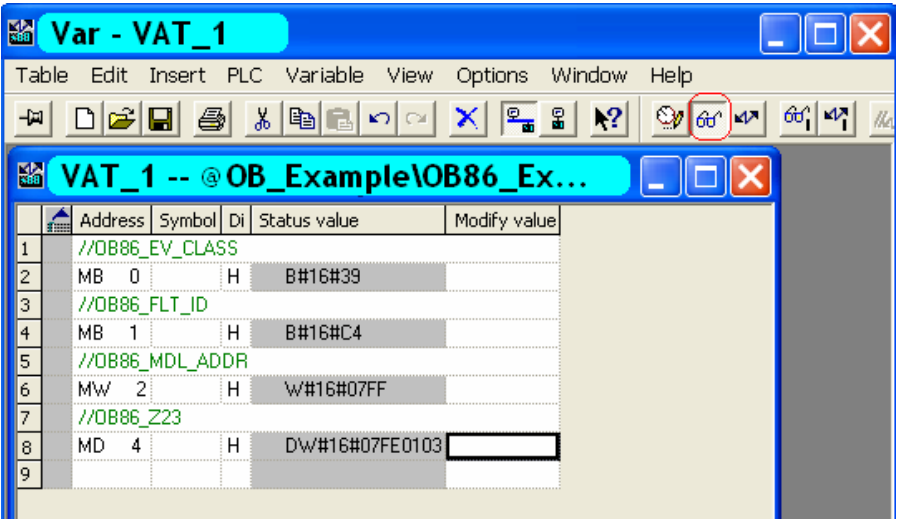 Var - VAT_1
Table Edit Insert PLC Variable View Options Window Help
VAT_1 -- @OB_Example\OB86_Ex...
Address Symbol Di Status value Modify value
1 //OB86_EV_CLASS
2 MB 0 H B#16#39
3 //OB86_FLT_ID
4 MB 1 H B#16#C4
5 //OB86_MDL_ADDR
6 MW 2 H W#16#07FF
7 //OB86_Z23
8 MD 4 H DW#16#07FE0103
9